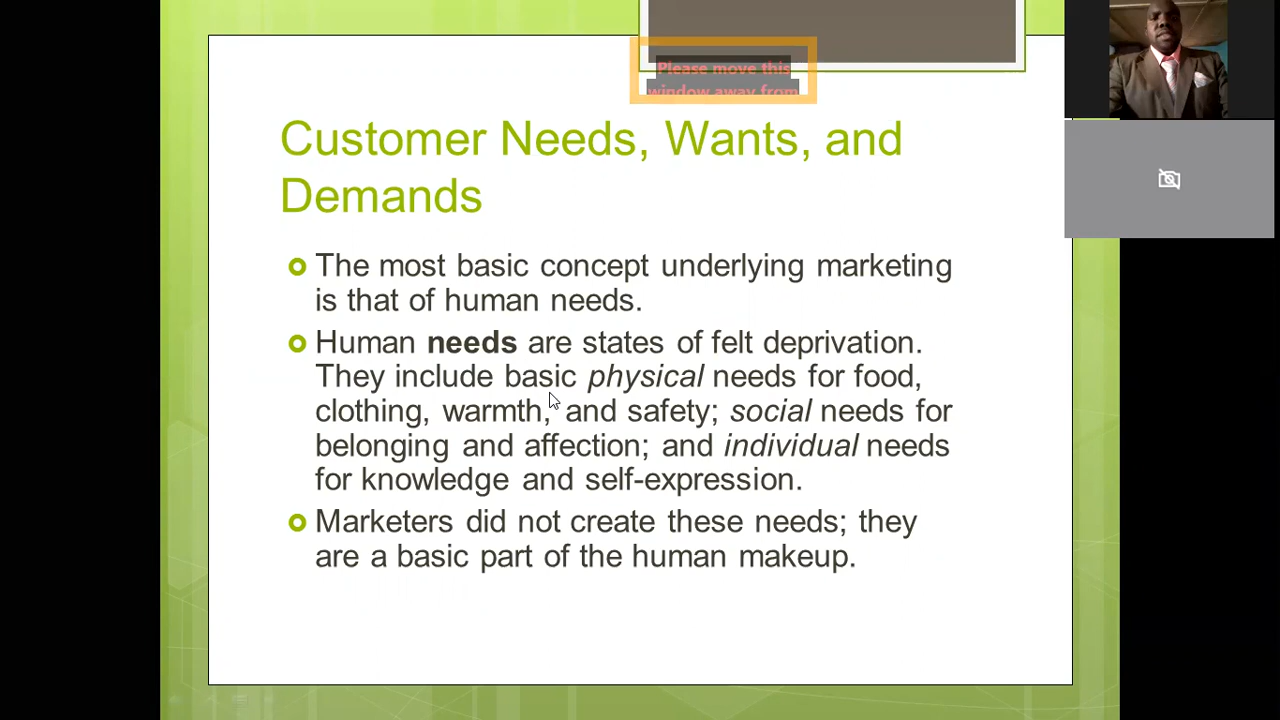 Please move this
window away from
Customer Needs, Wants, and
Demands
The most basic concept underlying marketing
is that of human needs.
Human needs are states of felt deprivation.
They include basic physical needs for food,
clothing, warmth, and safety; social needs for
belonging and affection; and individual needs
for knowledge and self-expression.
Marketers did not create these needs; they
are a basic part of the human makeup.